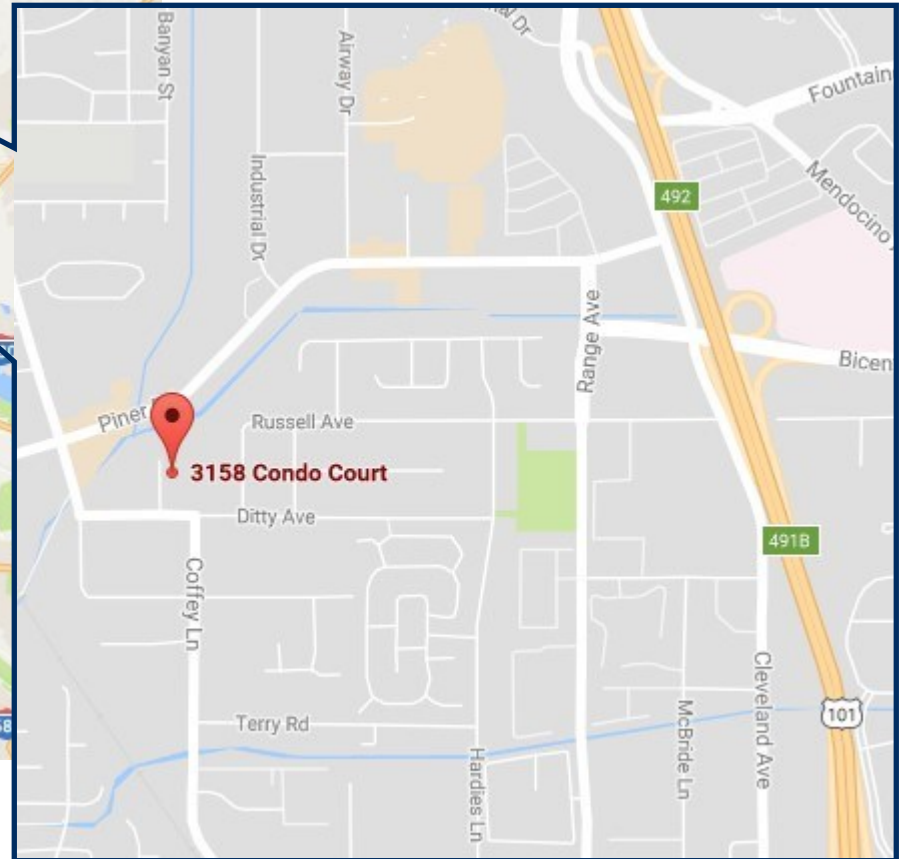 Banyan St
Airway Dr
Dr
Fountain
492
Mendocino
Industrial Dr
Range Ave
Bicen
Piner
Russell Ave
3158 Condo Court
Ditty Ave
491B
Coffey Ln
Cleveland Ave
101
McBride Ln
Terry Rd
Hardies Ln